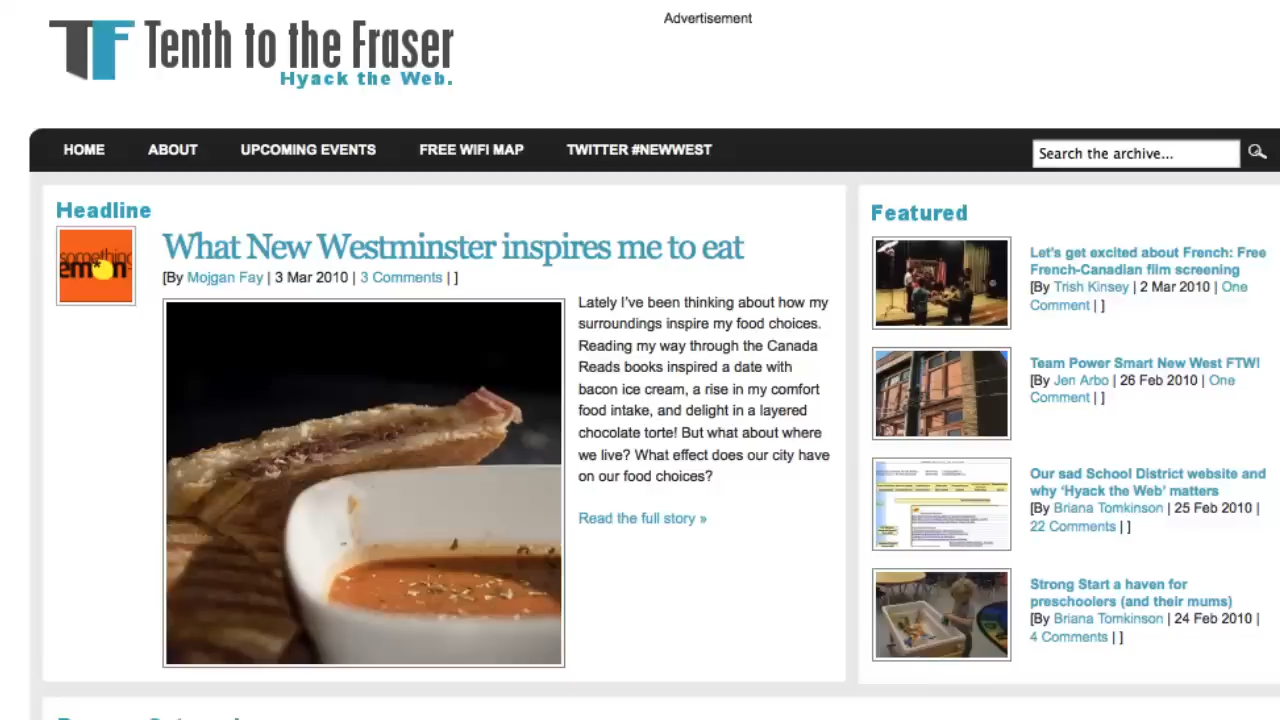 Advertisement
TF Tenth to the Fraser
Hyack the Web.
HOME ABOUT UPCOMING EVENTS FREE WIFI MAP TWITTER #NEWWEST
Search the archive...
Headline
something
emon
What New Westminster inspires me to eat
[By Mojgan Fay | 3 Mar 2010 | 3 Comments | ]
Lately I've been thinking about how my
surroundings inspire my food choices.
Reading my way through the Canada
Reads books inspired a date with
bacon ice cream, a rise in my comfort
food intake, and delight in a layered
chocolate torte! But what about where
we live? What effect does our city have
on our food choices?
Read the full story »
Featured
Let's get excited about French: Free
French-Canadian film screening
[By Trish Kinsey | 2 Mar 2010 | One
Comment | ]
Team Power Smart New West FTW!
[By Jen Arbo | 26 Feb 2010 | One
Comment | ]
Our sad School District website and
why ‘Hyack the Web’ matters
[By Briana Tomkinson | 25 Feb 2010 |
22 Comments | ]
Strong Start a haven for
preschoolers (and their mums)
[By Briana Tomkinson | 24 Feb 2010 |
4 Comments | ]